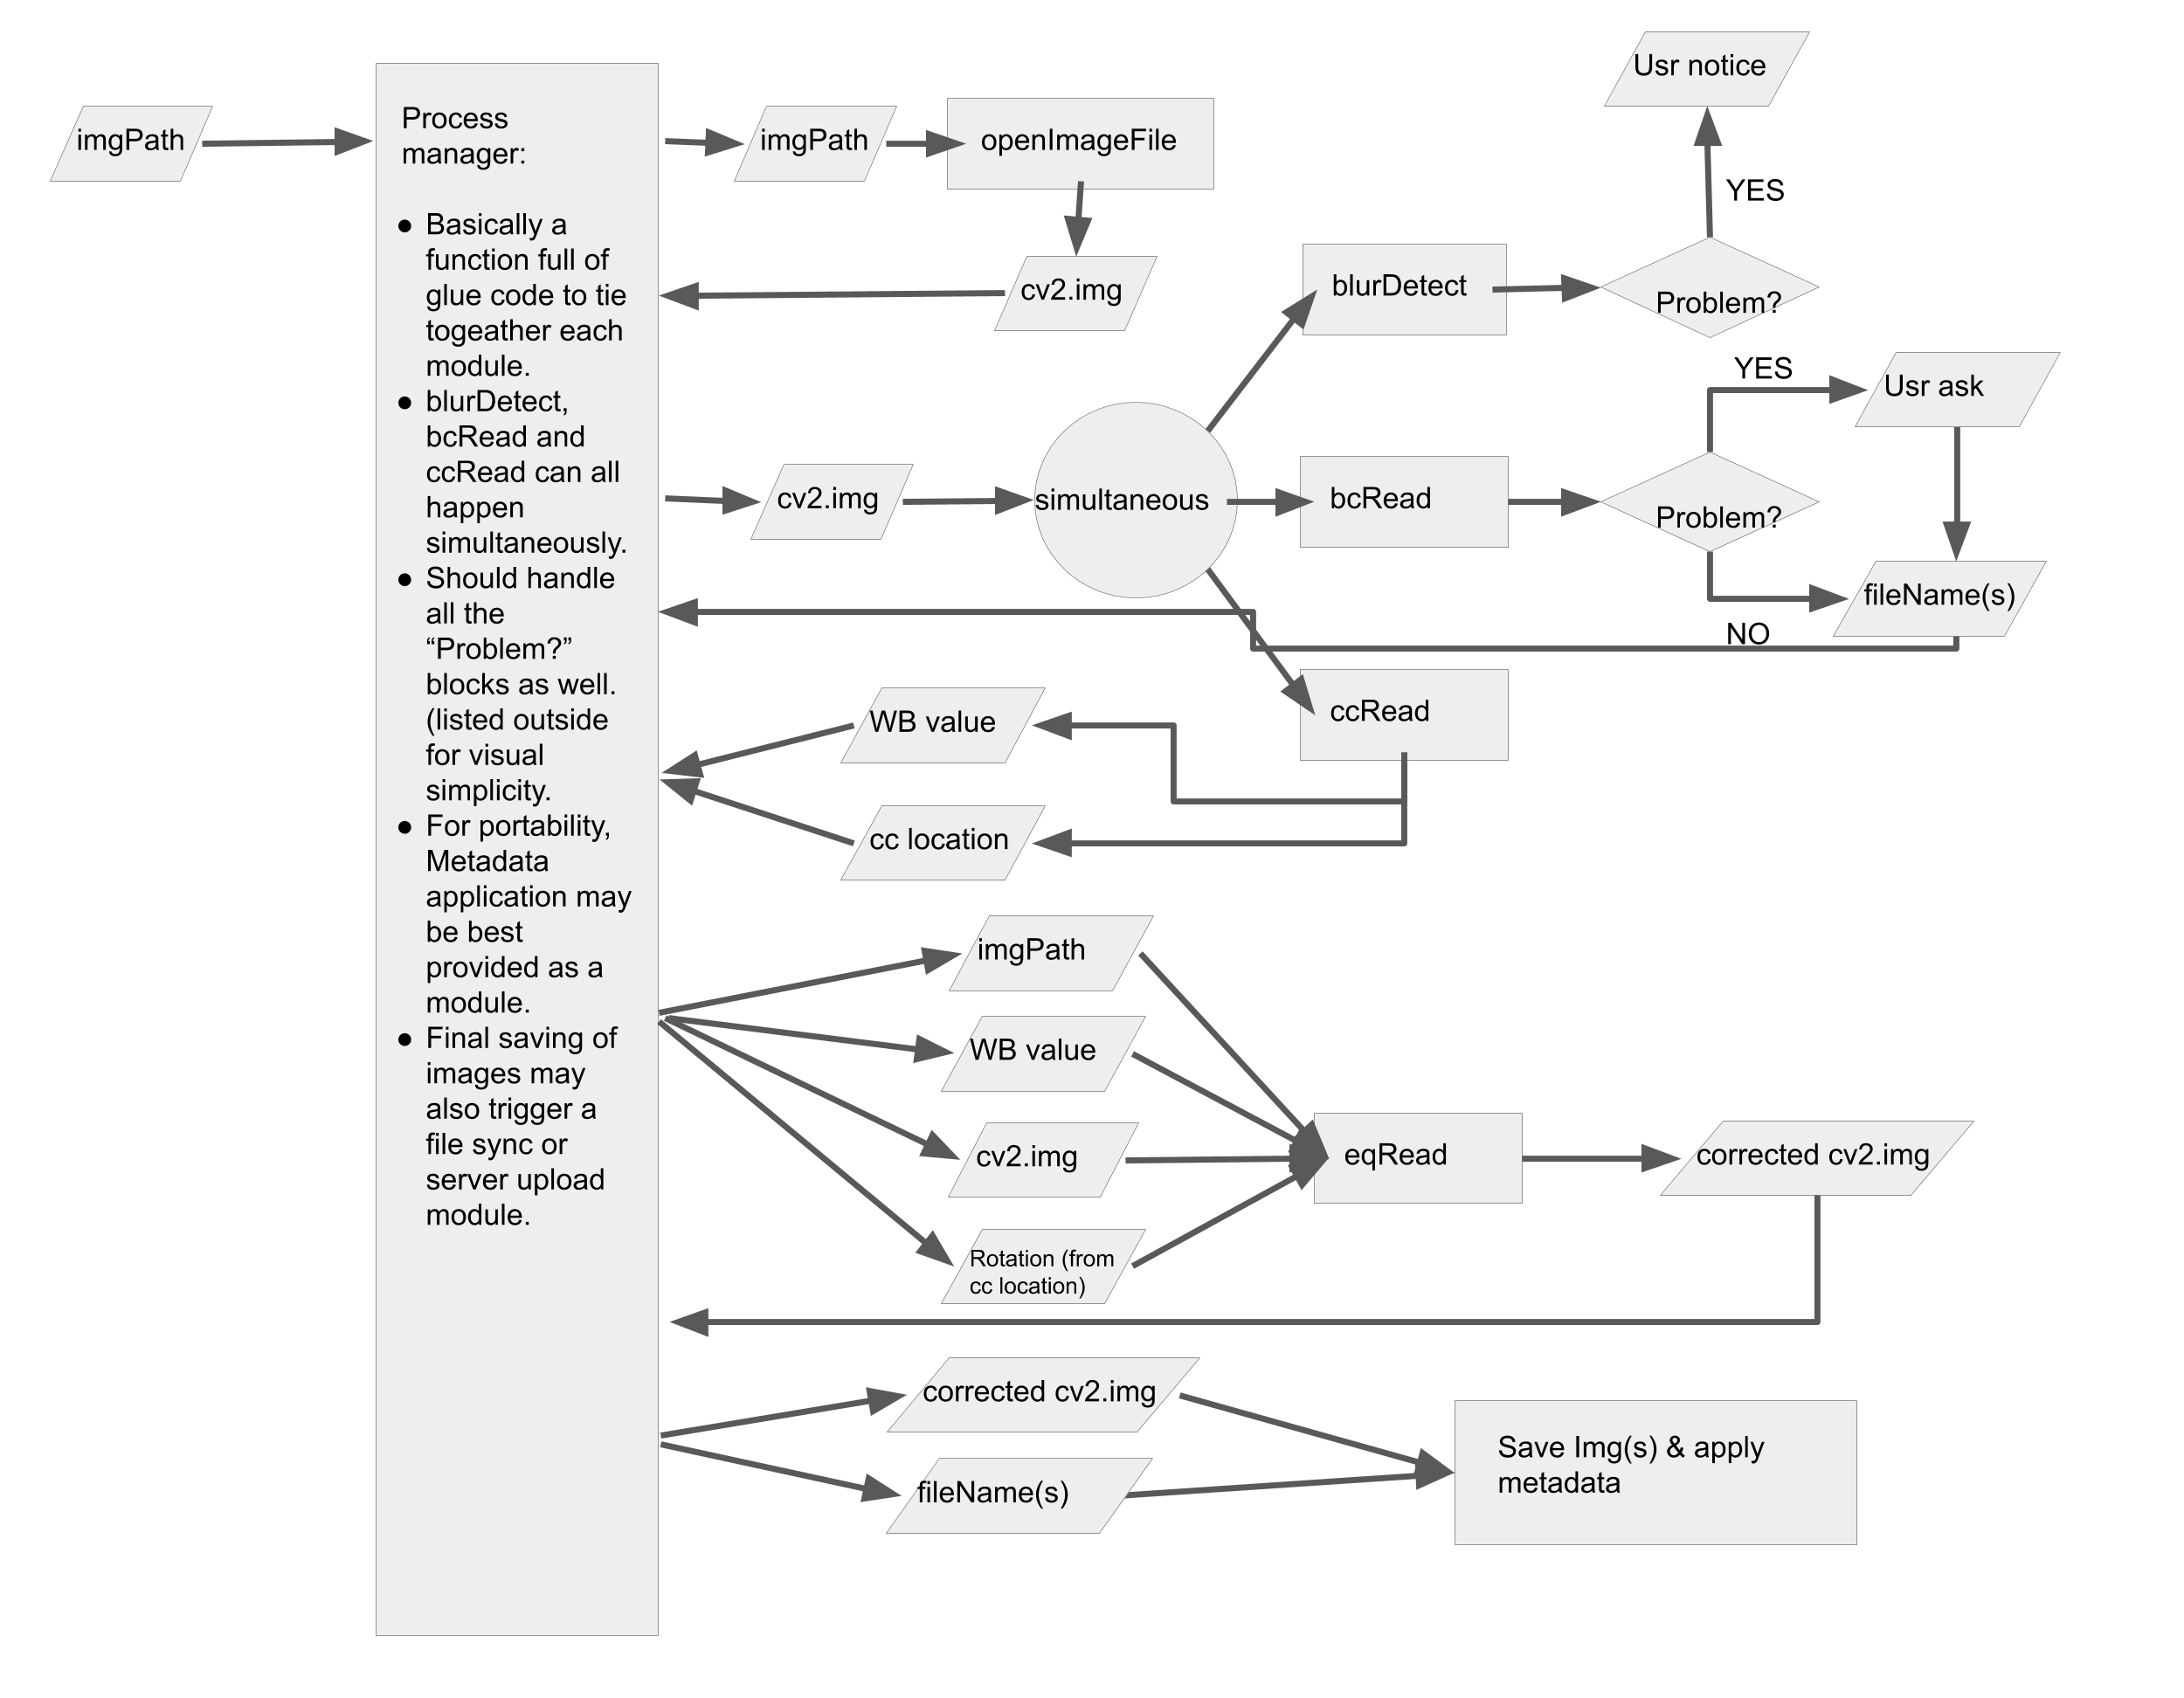 imgPath
Process
manager:
● Basically a
function full of
glue code to tie
togeather each
module.
● blurDetect,
bcRead and
ccRead can all
happen
simultaneously.
● Should handle
all the
“Problem?”
blocks as well.
(listed outside
for visual
simplicity.
● For portability,
Metadata
application may
be best
provided as a
module.
● Final saving of
images may
also trigger a
file sync or
server upload
module.
imgPath
openImageFile
cv2.img
Usr notice
YES
blurDetect
Problem?
cv2.img
simultaneous
bcRead
Problem?
YES
Usr ask
fileName(s)
NO
ccRead
WB value
cc location
imgPath
WB value
cv2.img
Rotation (from
cc location)
eqRead
corrected cv2.img
corrected cv2.img
fileName(s)
Save Img(s) & apply
metadata